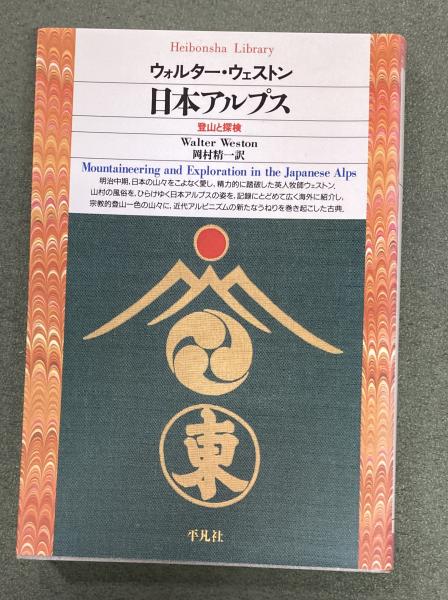 Heibonsha Library
ウォルター・ウェストン
日本アルプス
登山と探検
Walter Weston
岡村精一訳
Mountaineering and Exploration in the Japanese Alps
明治中期、日本の山々をこよなく愛し、精力的に踏破した英人牧師ウェストン。
山村の風俗を、ひらけゆく日本アルプスの姿を、記録にとどめて広く海外に紹介し、
宗教的登山一色の山々に、近代アルピニズムの新たなうねりを巻き起こした古典。
東
平凡社